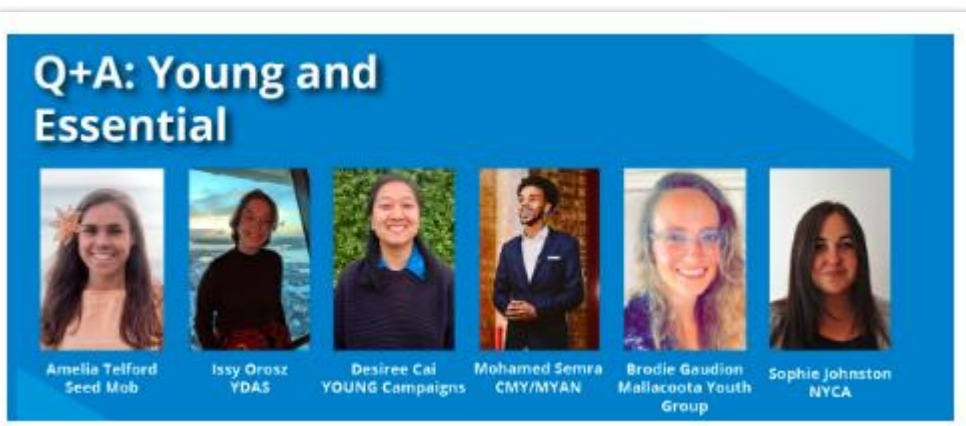 Q+A: Young and
Essential
Amelia Telford
Seed Mob
Issy Orosz
YDAS
Desiree Cai
YOUNG Campaigns
Mohamed Semra
CMY/MYAN
Brodie Gaudion
Mallacoota Youth
Group
Sophie Johnston
NYCA